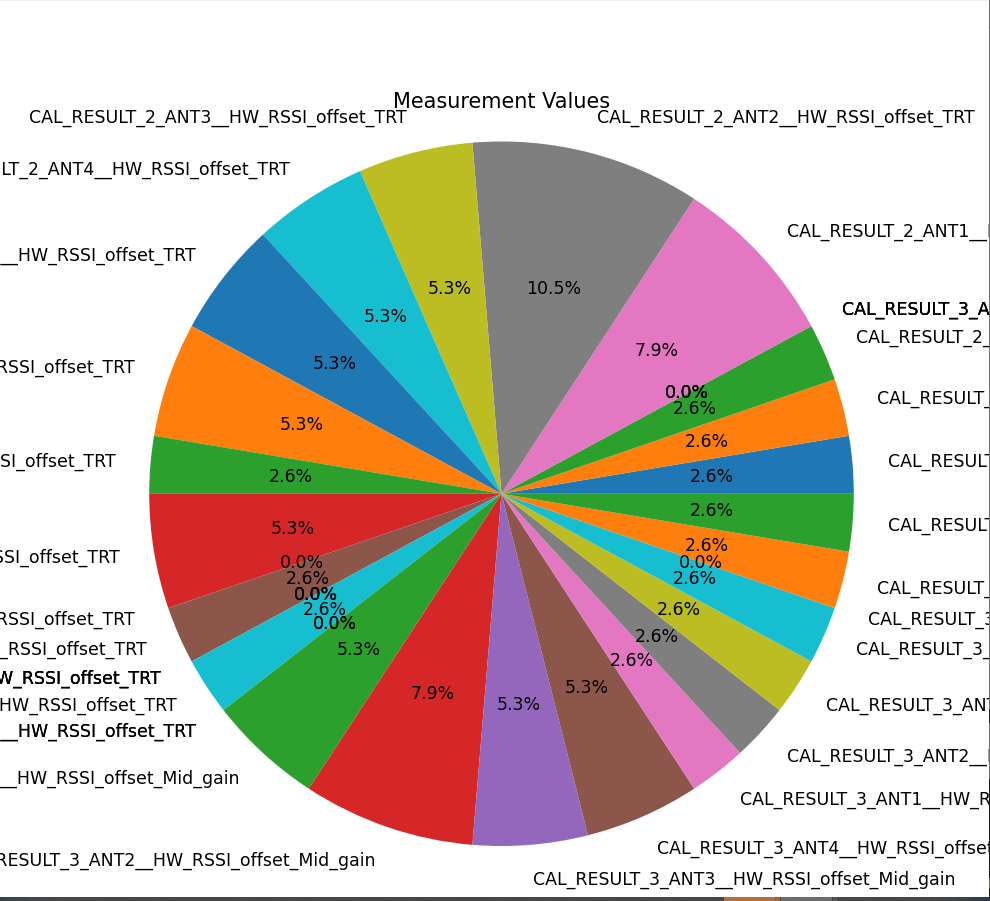 Measurement Values
CAL_RESULT_2_ANT3__HW_RSSI_offset_TRT
CAL_RESULT_2_ANT2__HW_RSSI_offset_TRT
LT_2_ANT4__HW_RSSI_offset_TRT
CAL_RESULT_2_ANT1__
__HW_RSSI_offset_TRT
CAL_RESULT_3_A
CAL_RESULT_2_
RSSI_offset_TRT
CAL_RESULT_
SI_offset_TRT
CAL_RESULT
CAL_RESULT
SSI_offset_TRT
CAL_RESULT_
RSSI_offset_TRT
CAL_RESULT_3
_RSSI_offset_TRT
CAL_RESULT_3_
W_RSSI_offset_TRT
HW_RSSI_offset_TRT
CAL_RESULT_3_ANT
__HW_RSSI_offset_TRT
CAL_RESULT_3_ANT2__
__HW_RSSI_offset_Mid_gain
CAL_RESULT_3_ANT1__HW_R
RESULT_3_ANT2__HW_RSSI_offset_Mid_gain
CAL_RESULT_3_ANT4__HW_RSSI_offset
CAL_RESULT_3_ANT3__HW_RSSI_offset_Mid_gain
5.3%
10.5%
5.3%
7.9%
5.3%
0.0%
2.6%
5.3%
2.6%
2.6%
2.6%
2.6%
5.3%
2.6%
0.0%
0.0%
2.6%
2.6%
0.0%
2.6%
2.6%
0.0%
2.6%
5.3%
2.6%
5.3%
7.9%
5.3%